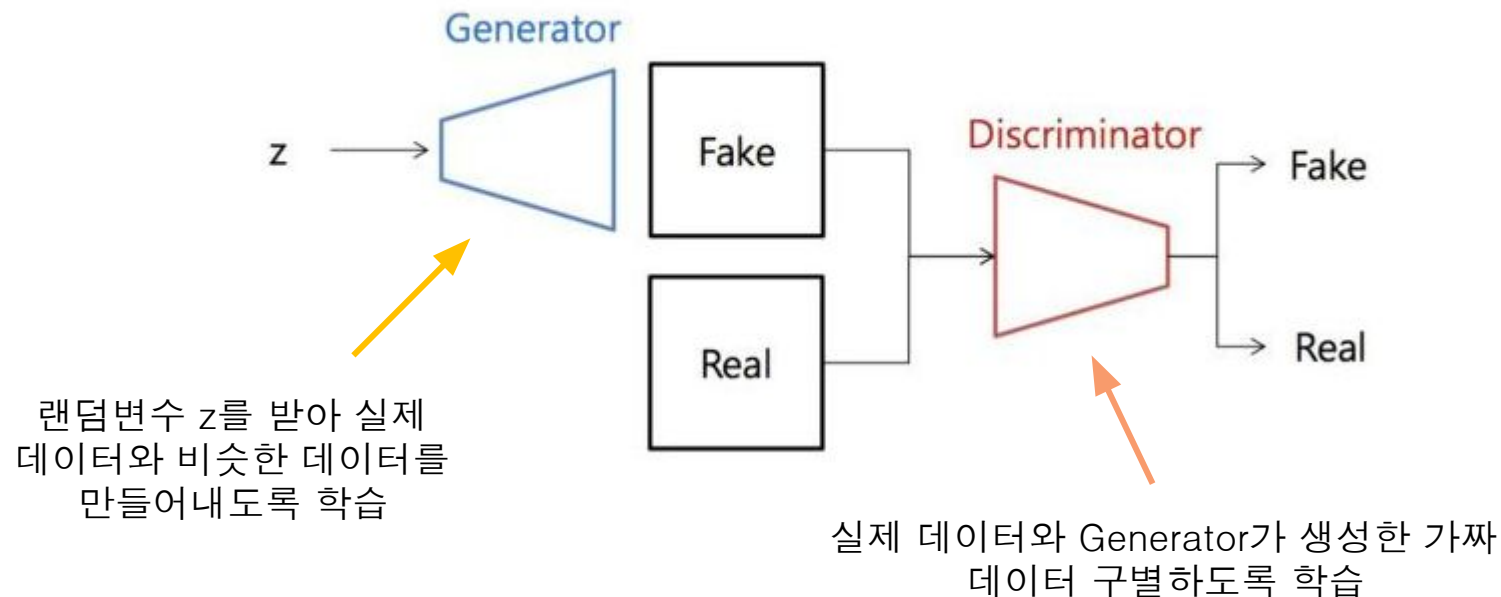 Generator
z
Fake
Discriminator
Fake
Real
Real
랜덤변수 z를 받아 실제
데이터와 비슷한 데이터를
만들어내도록 학습
실제 데이터와 Generator가 생성한 가짜
데이터 구별하도록 학습